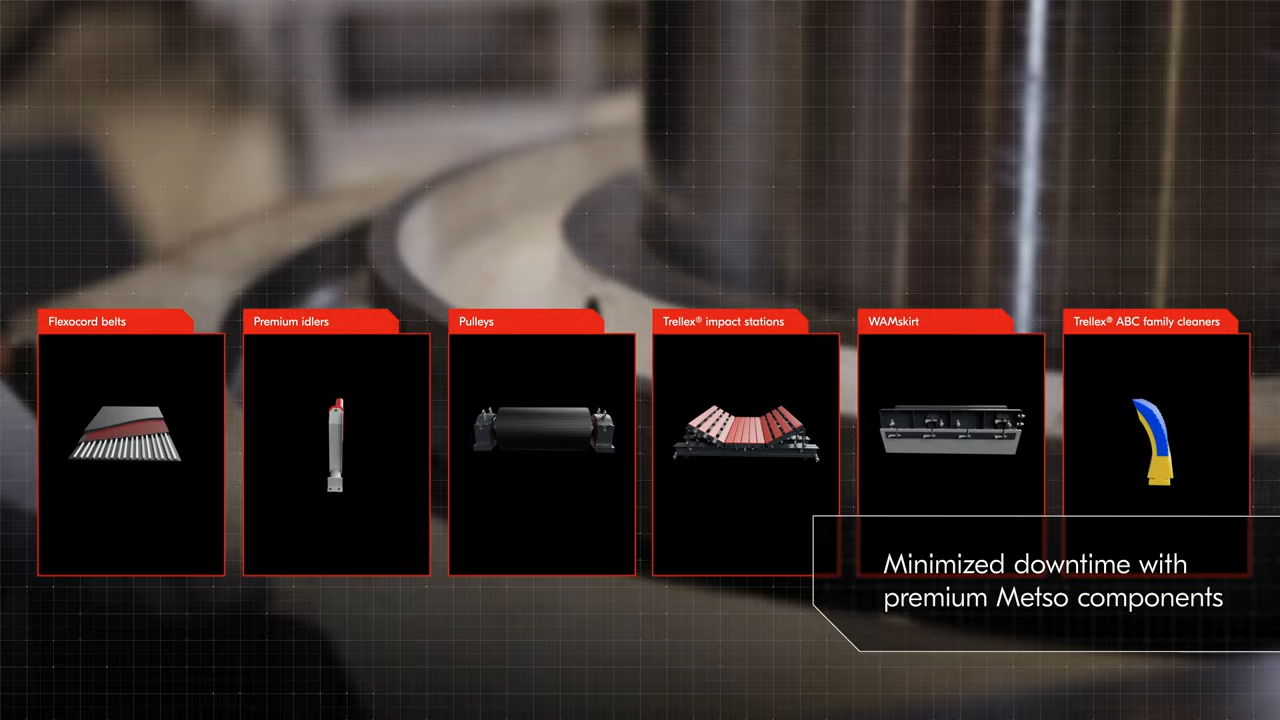 Flexocord belts
Premium idlers
Pulleys
Trellex® impact stations
WAMskirt
Trellex® ABC family cleaners
Minimized downtime with
premium Metso components